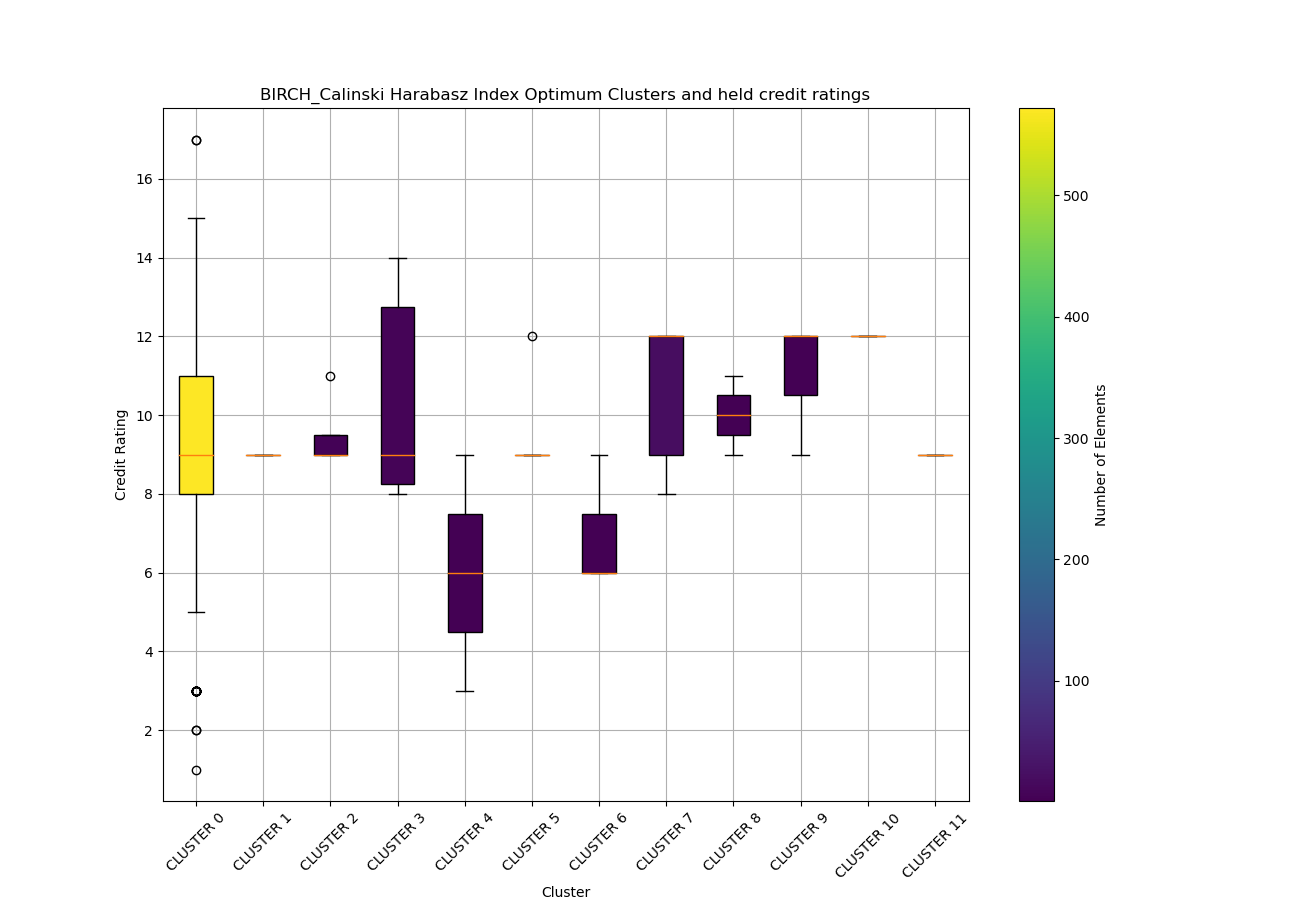 BIRCH_Calinski Harabasz Index Optimum Clusters and held credit ratings
16
14
12
10
8
6
4
2
Credit Rating
CLUSTER 0
CLUSTER 1
CLUSTER 2
CLUSTER 3
CLUSTER 4
CLUSTER 5
CLUSTER 6
CLUSTER 7
CLUSTER 8
CLUSTER 9
CLUSTER 10
CLUSTER 11
Cluster
500
400
300
200
100
Number of Elements